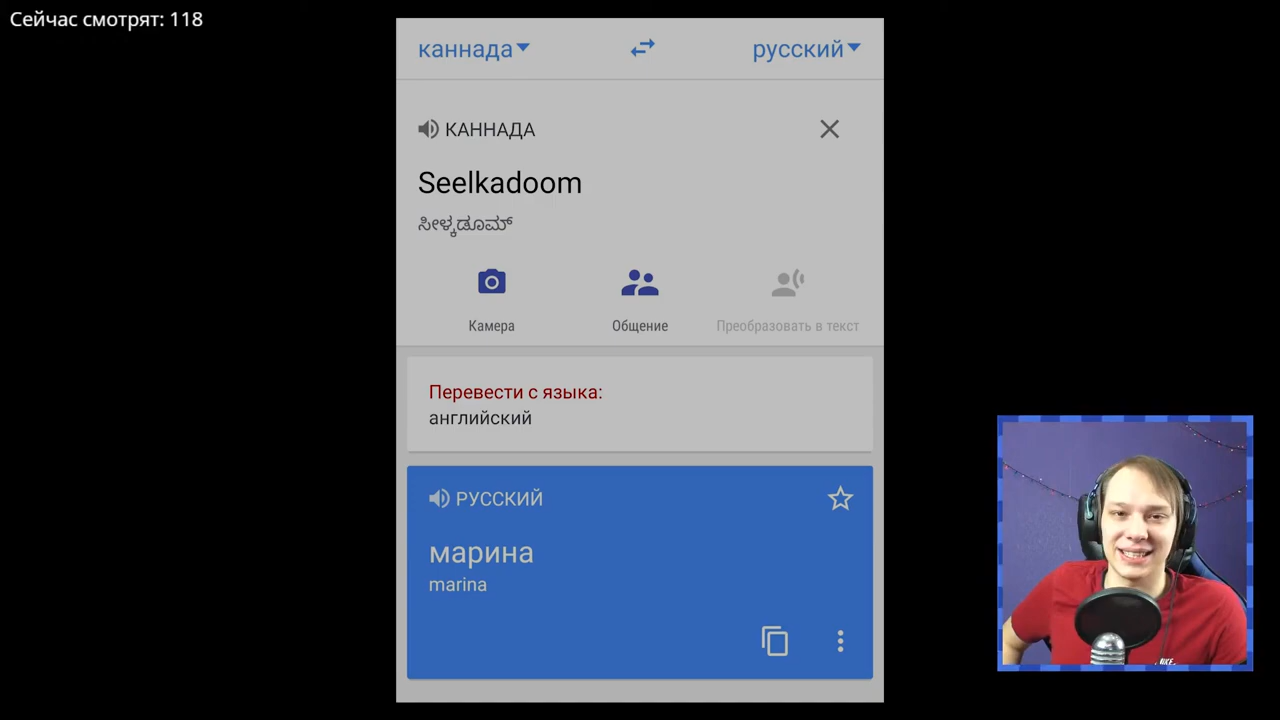 Сейчас смотрят: 118
каннада
русский
КАННАДА
Seelkadoom
ಸೀಳ್ಕಡೂಮ್
Камера
Общение
Преобразовать в текст
Перевести с языка:
английский
РУССКИЙ
марина
marina